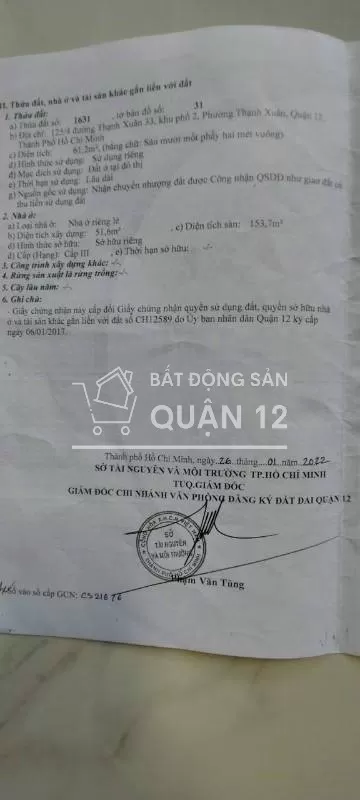 II. Thửa đất, nhà ở và tài sản khác gắn liền với đất
1. Thửa đất:
a) Thửa đất số: 1631 , tờ bản đồ số: 31
b) Địa chỉ: 125/4 đường Thạnh Xuân 33, khu phố 2, Phường Thạnh Xuân, Quận 12,
Thành Phố Hồ Chí Minh
c) Diện tích: 61,2m², (bằng chữ: Sáu mươi mốt phẩy hai mét vuông)
d) Hình thức sử dụng: Sử dụng riêng
đ) Mục đích sử dụng: Đất ở tại đô thị
e) Thời hạn sử dụng: Lâu dài
g) Nguồn gốc sử dụng: Nhận chuyển nhượng đất được Công nhận QSDĐ như giao đất có
thu tiền sử dụng đất
2. Nhà ở:
a) Loại nhà ở: Nhà ở riêng lẻ
b) Diện tích xây dựng: 51,6m² , c) Diện tích sàn: 153,7m²
d) Hình thức sở hữu: Sở hữu riêng
đ) Cấp (Hạng): Cấp III , e) Thời hạn sở hữu: -/-
3. Công trình xây dựng khác: -/-
4. Rừng sản xuất là rừng trồng: -/-
5. Cây lâu năm: -/-
6. Ghi chú:
- Giấy chứng nhận này cấp đổi Giấy chứng nhận quyền sử dụng đất, quyền sở hữu nhà
ở và tài sản khác gắn liền với đất số CH12589 do Ủy ban nhân dân Quận 12 ký cấp
ngày 06/01/2017.
BẤT ĐỘNG SẢN
QUẬN 12
Thành phố Hồ Chí Minh, ngày 26 tháng 01 năm 2022
SỞ TÀI NGUYÊN VÀ MÔI TRƯỜNG TP.HỒ CHÍ MINH
TUQ.GIÁM ĐỐC
GIÁM ĐỐC CHI NHÁNH VĂN PHÒNG ĐĂNG KÝ ĐẤT ĐAI QUẬN 12
SỞ
TÀI NGUYÊN
VÀ MÔI TRƯỜNG
Phạm Văn Tùng
số vào sổ cấp GCN: CS21676